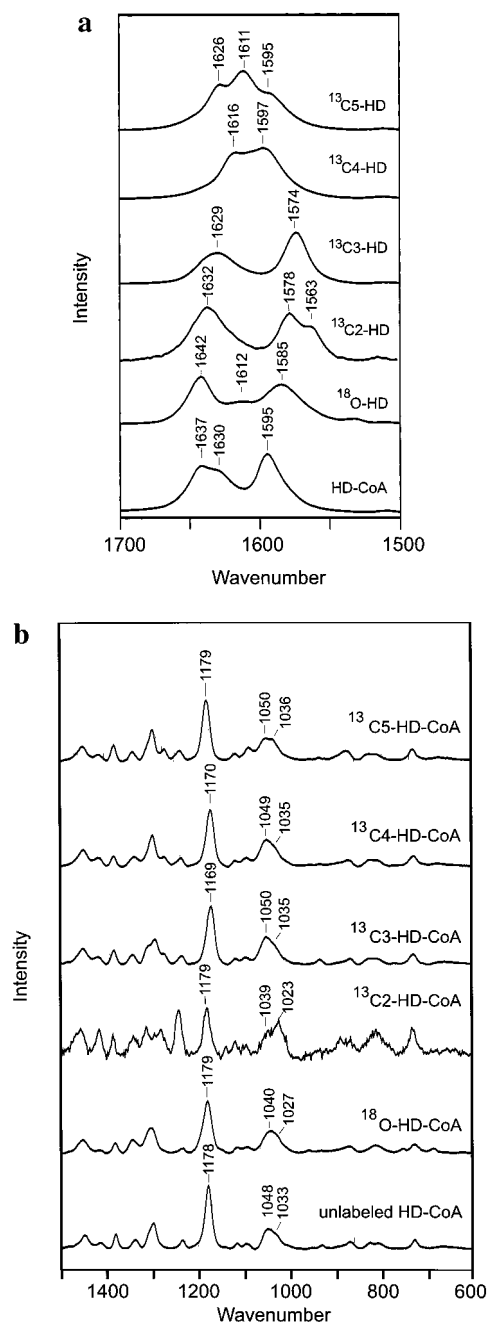 a
1626
1611
1595
13C5-HD
1616
1597
13C4-HD
1629
1574
13C3-HD
1632
1578
1563
13C2-HD
1642
1612
1585
18O-HD
1637
1630
1595
HD-CoA
Intensity
1700
1600
1500
Wavenumber
b
1179
1050
1036
13C5-HD-CoA
1170
1049
1035
13C4-HD-CoA
1169
1050
1035
13C3-HD-CoA
1179
1039
1023
13C2-HD-CoA
1179
1040
1027
18O-HD-CoA
1178
1048
1033
unlabeled HD-CoA
Intensity
1400
1200
1000
800
600
Wavenumber